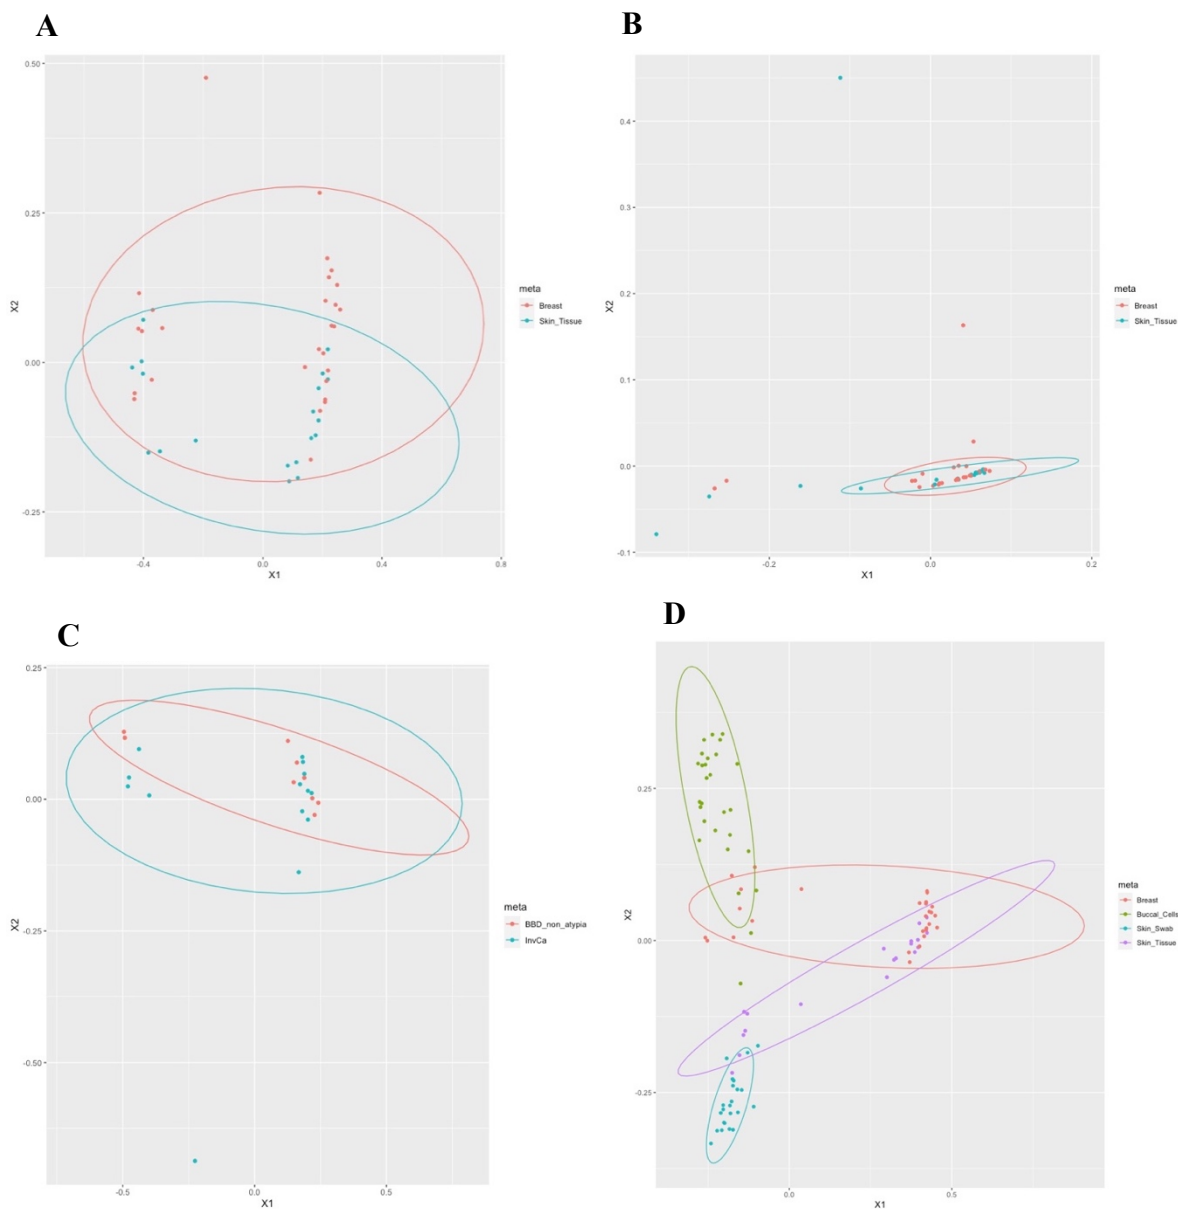 A
0.50
0.25
0.00
-0.25
X2
-0.4
0.0
0.4
0.8
X1
meta
Breast
Skin_Tissue
B
0.4
0.3
0.2
0.1
0.0
-0.1
X2
-0.2
0.0
0.2
X1
meta
Breast
Skin_Tissue
C
0.25
0.00
-0.25
-0.50
X2
-0.5
0.0
0.5
X1
meta
BBD_non_atypia
InvCa
D
0.25
0.00
-0.25
X2
0.0
0.5
X1
meta
Breast
Buccal_Cells
Skin_Swab
Skin_Tissue